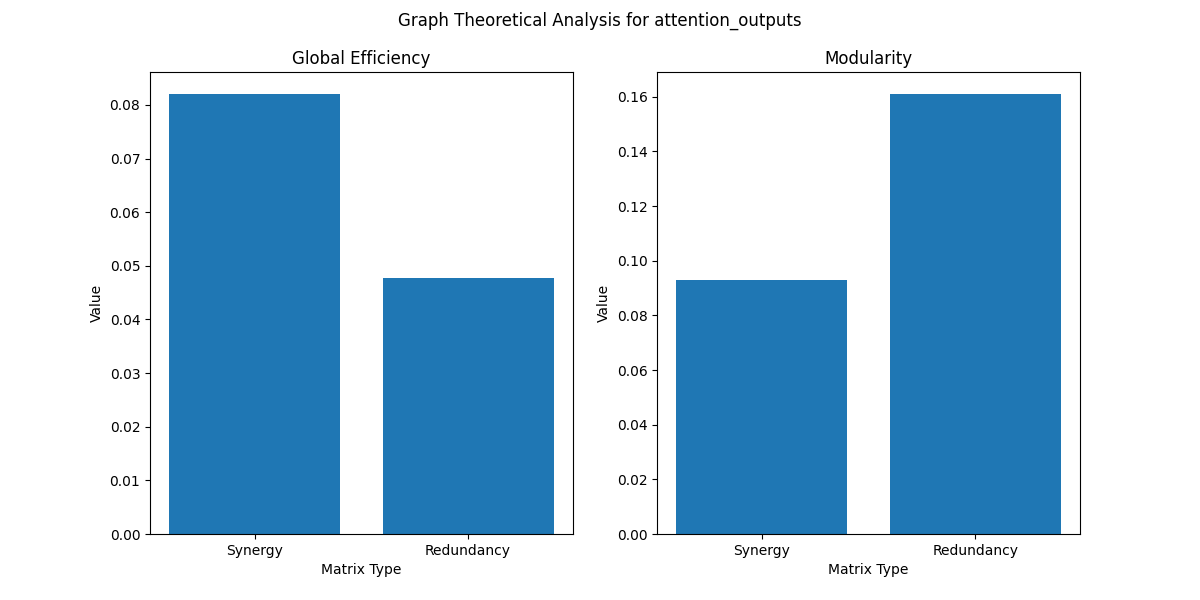 Graph Theoretical Analysis for attention_outputs
Global Efficiency
0.08
0.07
0.06
0.05
0.04
0.03
0.02
0.01
0.00
Value
Synergy Redundancy
Matrix Type
Modularity
0.16
0.14
0.12
0.10
0.08
0.06
0.04
0.02
0.00
Value
Synergy Redundancy
Matrix Type